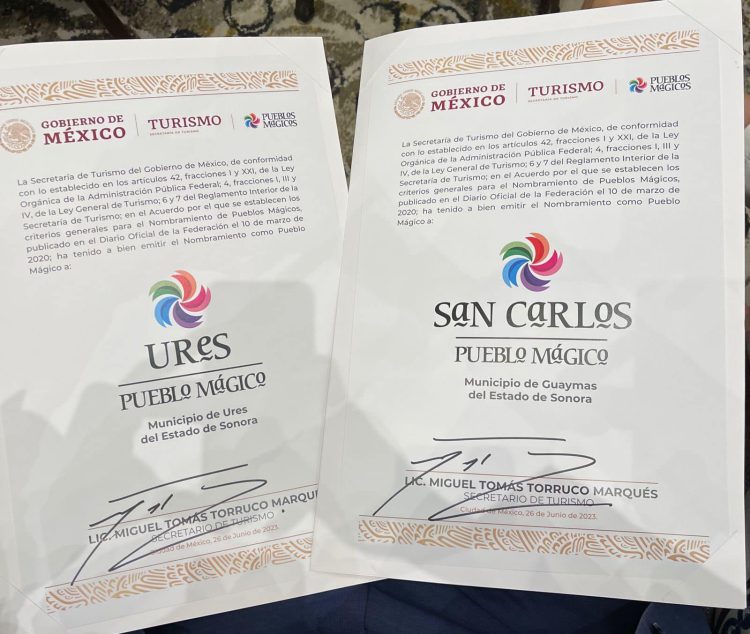 GOBIERNO DE
MÉXICO
TURISMO
SECRETARÍA DE TURISMO
PUEBLOS
MÁGICOS
La Secretaría de Turismo del Gobierno de México, de conformidad
con lo establecido en los artículos 42, fracciones I y XXI, de la Ley
Orgánica de la Administración Pública Federal; 4, fracciones I, III y
IV, de la Ley General de Turismo; 6 y 7 del Reglamento Interior de la
Secretaría de Turismo; en el Acuerdo por el que se establecen los
criterios generales para el Nombramiento de Pueblos Mágicos,
publicado en el Diario Oficial de la Federación el 10 de marzo de
2020; ha tenido a bien emitir el Nombramiento como Pueblo
Mágico a:
URes
PUEBLO MÁGICO
Municipio de Ures
del Estado de Sonora
LIC. MIGUEL TOMÁS TORRUCO MARQU
SECRETARIO DE TURISMO
Ciudad de México, 26 de Junio de 2023.
GOBIERNO DE
MÉXICO
TURISMO
SECRETARÍA DE TURISMO
PUEBLOS
MÁGICOS
La Secretaría de Turismo del Gobierno de México, de conformidad
con lo establecido en los artículos 42, fracciones I y XXI, de la Ley
Orgánica de la Administración Pública Federal; 4, fracciones I, III y
IV, de la Ley General de Turismo; 6 y 7 del Reglamento Interior de la
Secretaría de Turismo; en el Acuerdo por el que se establecen los
criterios generales para el Nombramiento de Pueblos Mágicos,
publicado en el Diario Oficial de la Federación el 10 de marzo de
2020; ha tenido a bien emitir el Nombramiento como Pueblo
Mágico a:
SaN CaRLos
PUEBLO MÁGICO
Municipio de Guaymas
del Estado de Sonora
LIC. MIGUEL TOMÁS TORRUCO MARQUÉS
SECRETARIO DE TURISMO
Ciudad de México, 26 de Junio de 2023.